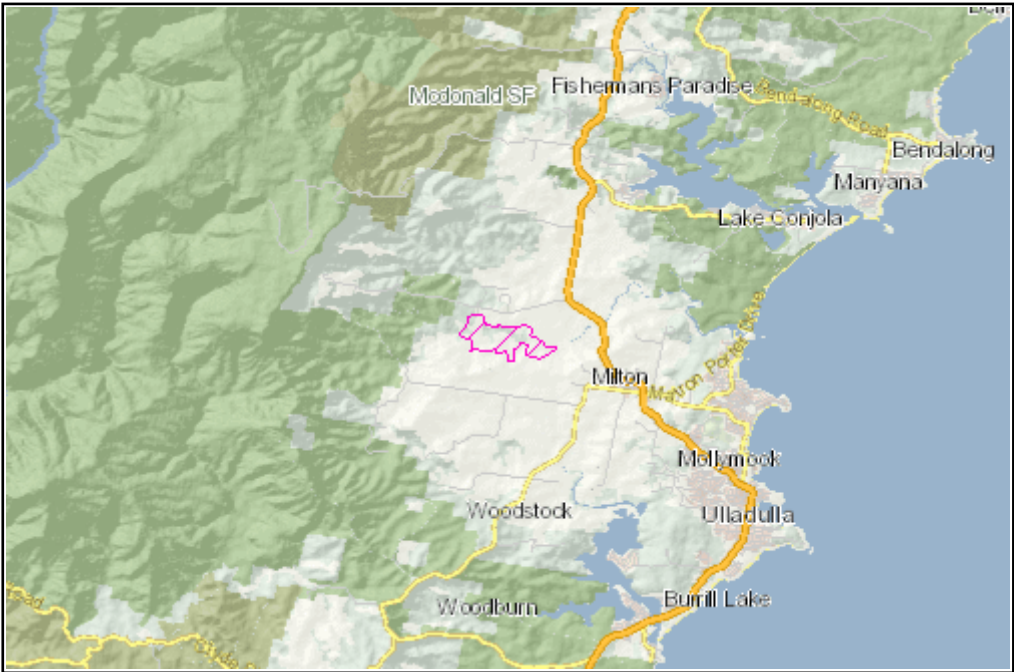 Fishermans Paradise
Mcdonald SF
Bendalong Road
Bendalong
Manyana
Lake Conjola
Milton
Matron Porter Drive
Mollymook
Woodstock
Ulladulla
Burrill Lake
Woodburn